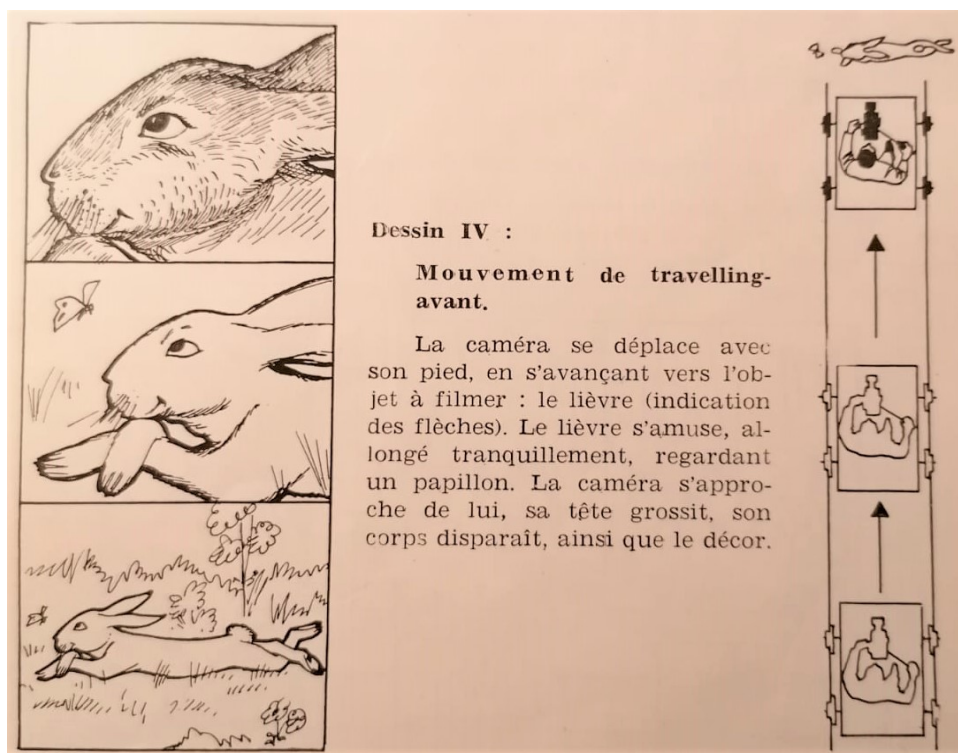 Dessin IV :
Mouvement de travelling-
avant.
La caméra se déplace avec
son pied, en s'avançant vers l'ob-
jet à filmer : le lièvre (indication
des flèches). Le lièvre s'amuse, al-
longé tranquillement, regardant
un papillon. La caméra s'appro-
che de lui, sa tête grossit, son
corps disparaît, ainsi que le décor.